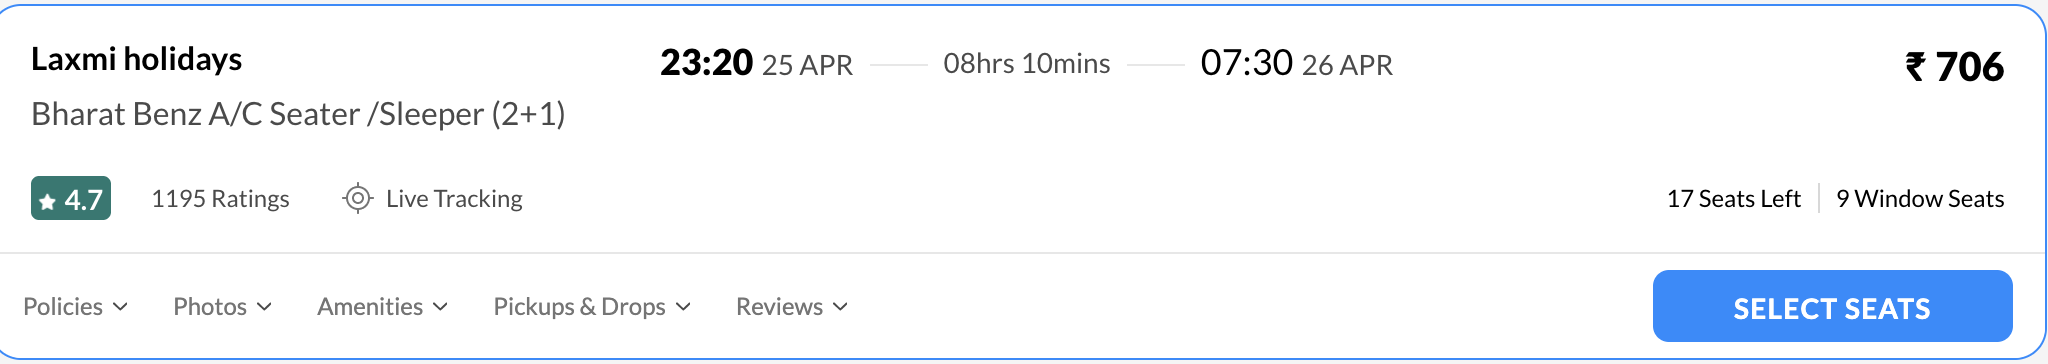 Laxmi holidays 23:20 25 APR 08hrs 10mins 07:30 26 APR ₹ 706
Bharat Benz A/C Seater /Sleeper (2+1)
4.7 1195 Ratings Live Tracking 17 Seats Left 9 Window Seats
Policies Photos Amenities Pickups & Drops Reviews SELECT SEATS